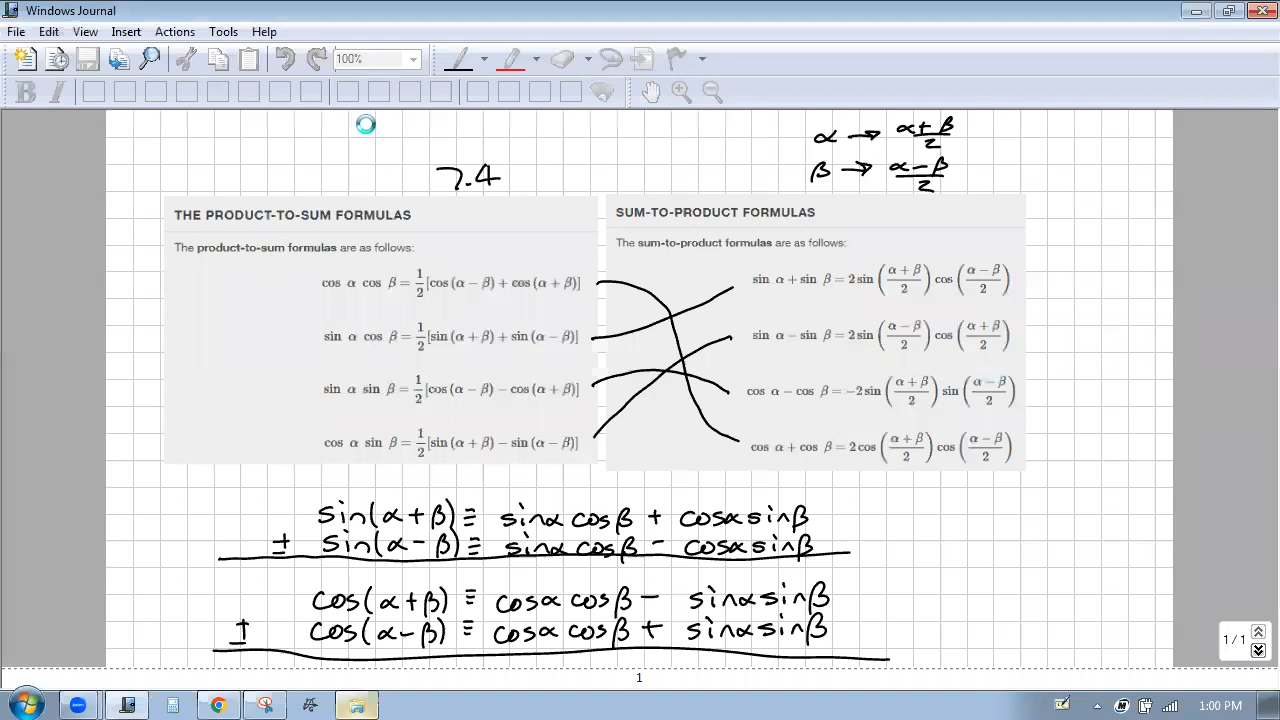 Windows Journal
File Edit View Insert Actions Tools Help
100%
B I
α → (α+β)/2
β → (α−β)/2
7.4
THE PRODUCT-TO-SUM FORMULAS
The product-to-sum formulas are as follows:
cos α cos β = 1/2[cos (α − β) + cos (α + β)]
sin α cos β = 1/2[sin (α + β) + sin (α − β)]
sin α sin β = 1/2[cos (α − β) − cos (α + β)]
cos α sin β = 1/2[sin (α + β) − sin (α − β)]
SUM-TO-PRODUCT FORMULAS
The sum-to-product formulas are as follows:
sin α + sin β = 2 sin ((α + β)/2) cos ((α − β)/2)
sin α − sin β = 2 sin ((α − β)/2) cos ((α + β)/2)
cos α − cos β = −2 sin ((α + β)/2) sin ((α − β)/2)
cos α + cos β = 2 cos ((α + β)/2) cos ((α − β)/2)
sin(α+β) ≡ sinα cosβ + cosα sinβ
± sin(α−β) ≡ sinα cosβ − cosα sinβ
cos(α+β) ≡ cosα cosβ − sinα sinβ
± cos(α−β) ≡ cosα cosβ + sinα sinβ
1 / 1
1
1:00 PM